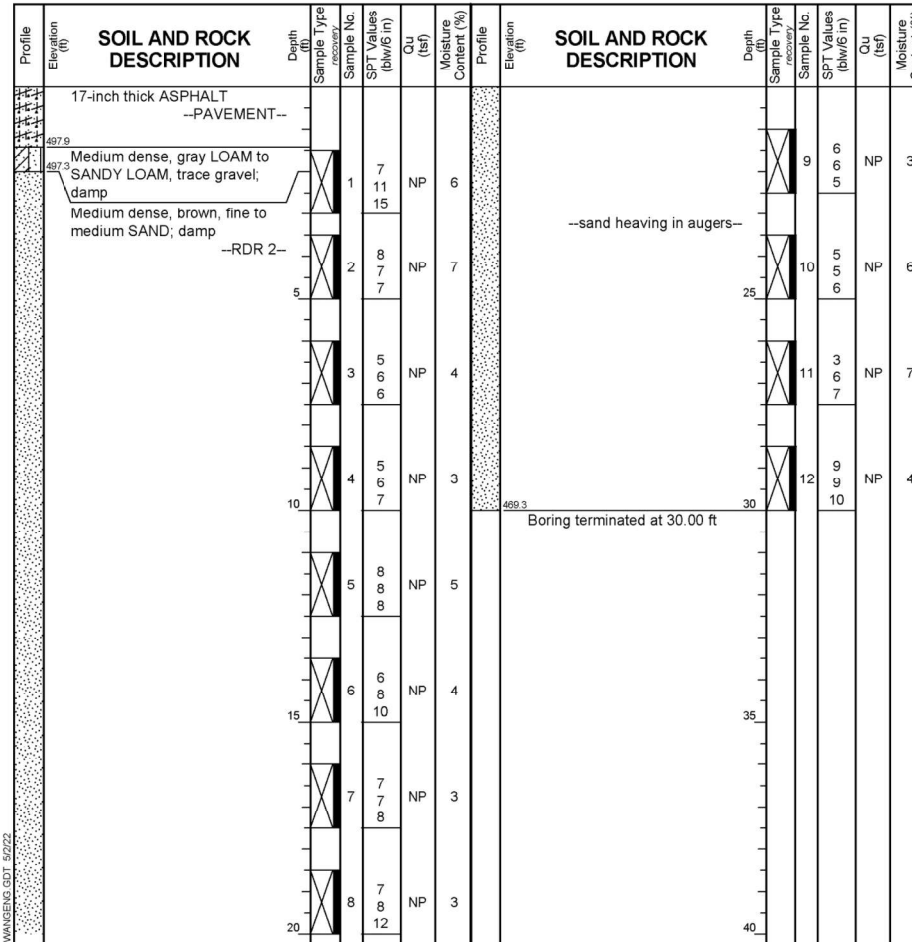 Profile
Elevation
(ft)
SOIL AND ROCK
DESCRIPTION
Depth
(ft)
Sample Type
recovery
Sample No.
SPT Values
(blw/6 in)
Qu
(tsf)
Moisture
Content (%)
17-inch thick ASPHALT
--PAVEMENT--
497.9
Medium dense, gray LOAM to
497.3
SANDY LOAM, trace gravel;
damp
Medium dense, brown, fine to
medium SAND; damp
--RDR 2--
1
7
11
15
NP
6
2
8
7
7
NP
7
5
3
5
6
6
NP
4
4
5
6
7
NP
3
10
5
8
8
8
NP
5
6
6
8
10
NP
4
15
7
7
7
8
NP
3
8
7
8
12
NP
3
20
Profile
Elevation
(ft)
SOIL AND ROCK
DESCRIPTION
Depth
(ft)
Sample Type
recovery
Sample No.
SPT Values
(blw/6 in)
Qu
(tsf)
Moisture
9
6
6
5
NP
3
--sand heaving in augers--
10
5
5
6
NP
6
25
11
3
6
7
NP
7
12
9
9
10
NP
4
30
469.3
Boring terminated at 30.00 ft
35
40
WANGENG.GDT 5/2/22